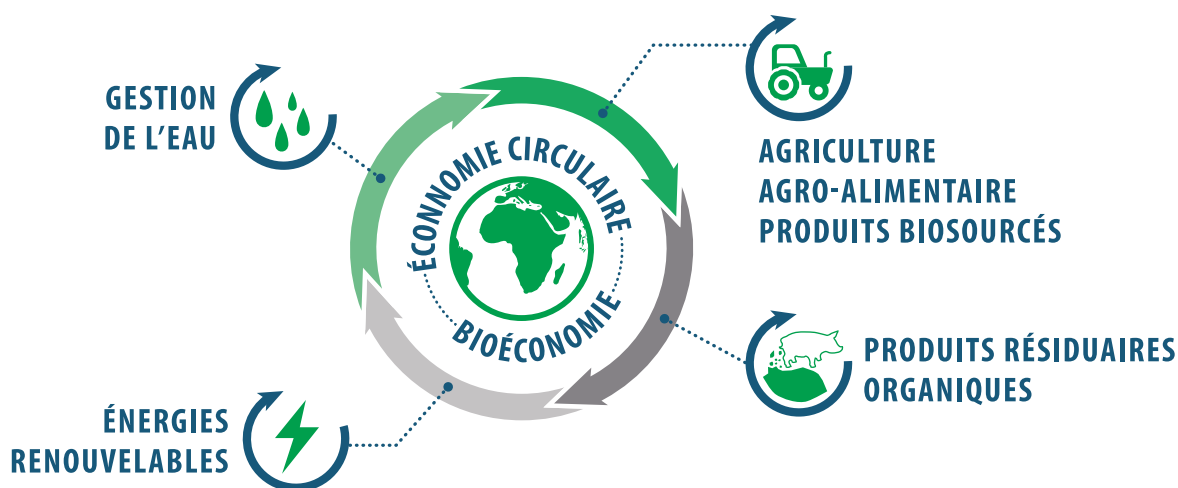 GESTION
DE L'EAU
AGRICULTURE
AGRO-ALIMENTAIRE
PRODUITS BIOSOURCÉS
ÉCONNOMIE CIRCULAIRE
BIOÉCONOMIE
PRODUITS RÉSIDUAIRES
ORGANIQUES
ÉNERGIES
RENOUVELABLES